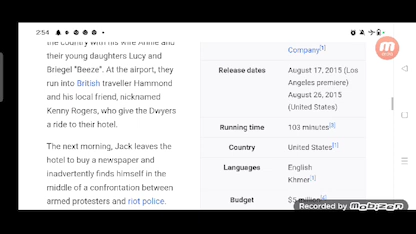 2:54
the country with his wife Annie and
their young daughters Lucy and
Briegel "Beeze". At the airport, they
run into British traveller Hammond
and his local friend, nicknamed
Kenny Rogers, who give the Dwyers
a ride to their hotel.
The next morning, Jack leaves the
hotel to buy a newspaper and
inadvertently finds himself in the
middle of a confrontation between
armed protesters and riot police.
Company[1]
Release dates
August 17, 2015 (Los
Angeles premiere)
August 26, 2015
(United States)
Running time
103 minutes
Country
United States[1]
Languages
English
Khmer
Budget
Recorded by Mobizen